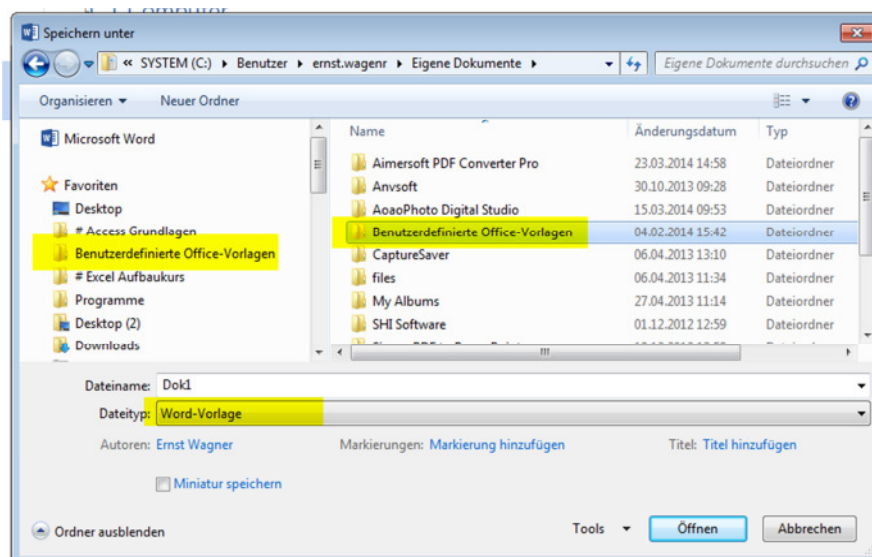 Computer
Speichern unter
« SYSTEM (C:) ▸ Benutzer ▸ ernst.wagenr ▸ Eigene Dokumente ▸ Eigene Dokumente durchsuchen
Organisieren Neuer Ordner
Microsoft Word
Favoriten
Desktop
# Access Grundlagen
Benutzerdefinierte Office-Vorlagen
# Excel Aufbaukurs
Programme
Desktop (2)
Downloads
Name Änderungsdatum Typ
Aimersoft PDF Converter Pro 23.03.2014 14:58 Dateiordner
Anvsoft 30.10.2013 09:28 Dateiordner
AoaoPhoto Digital Studio 15.03.2014 09:53 Dateiordner
Benutzerdefinierte Office-Vorlagen 04.02.2014 15:42 Dateiordner
CaptureSaver 06.04.2013 13:10 Dateiordner
files 06.04.2013 11:34 Dateiordner
My Albums 27.04.2013 11:14 Dateiordner
SHI Software 01.12.2012 12:59 Dateiordner
Dateiname: Dok1
Dateityp: Word-Vorlage
Autoren: Ernst Wagner Markierungen: Markierung hinzufügen Titel: Titel hinzufügen
Miniatur speichern
Ordner ausblenden Tools Öffnen Abbrechen